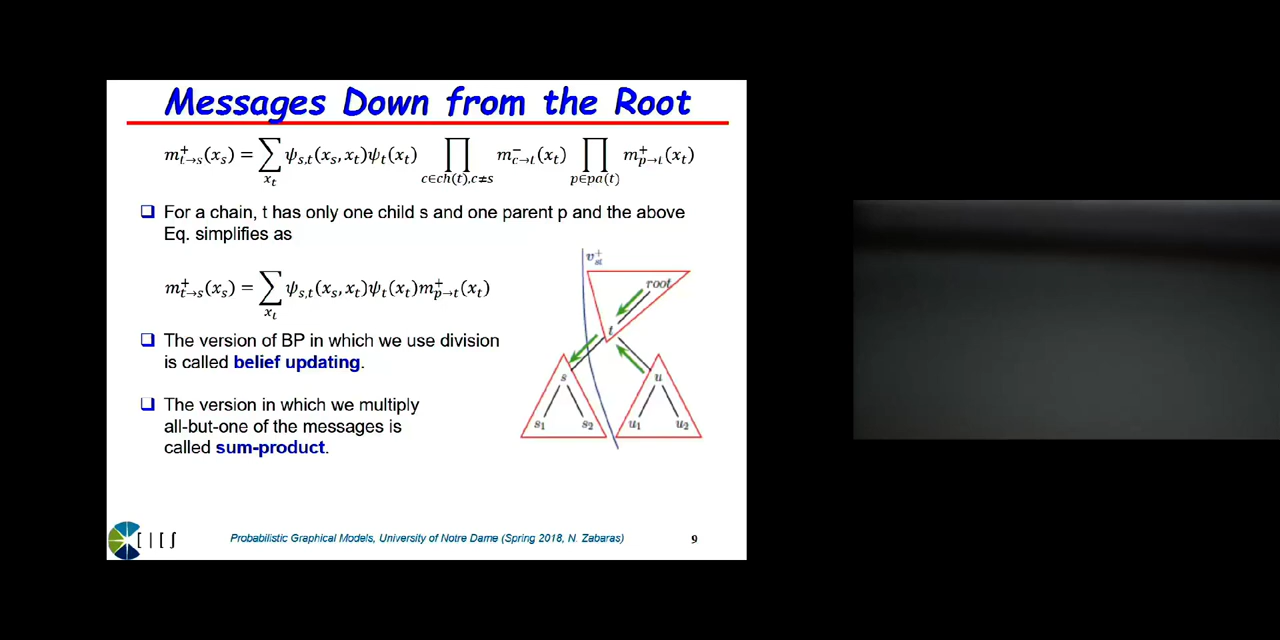 Messages Down from the Root
m⁺ₜ→ₛ(xₛ) = ∑ₓₜ ψₛ,ₜ(xₛ, xₜ)ψₜ(xₜ) ∏_{c∈ch(t),c≠s} m⁻_{c→t}(xₜ) ∏_{p∈pa(t)} m⁺_{p→t}(xₜ)
❑ For a chain, t has only one child s and one parent p and the above
Eq. simplifies as
m⁺ₜ→ₛ(xₛ) = ∑ₓₜ ψₛ,ₜ(xₛ, xₜ)ψₜ(xₜ)m⁺_{p→t}(xₜ)
❑ The version of BP in which we use division
is called belief updating.
❑ The version in which we multiply
all-but-one of the messages is
called sum-product.
v⁺ₛₜ
root
t
s
u
s₁ s₂ u₁ u₂
Probabilistic Graphical Models, University of Notre Dame (Spring 2018, N. Zabaras)
9